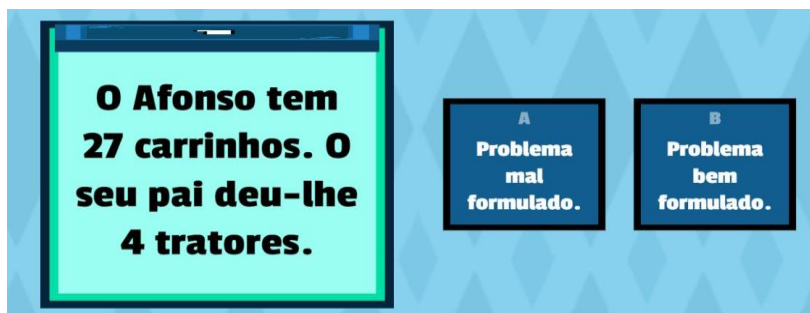 O Afonso tem
27 carrinhos. O
seu pai deu-lhe
4 tratores.
A
Problema
mal
formulado.
B
Problema
bem
formulado.